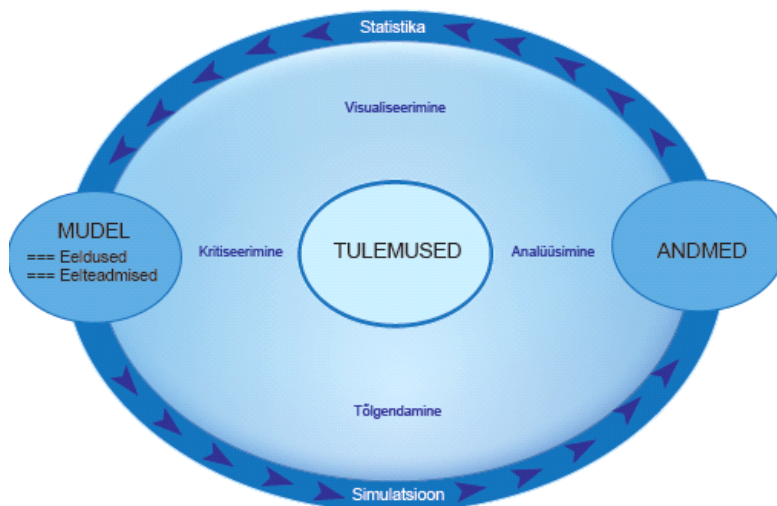 Statistika
Visualiseerimine
MUDEL
=== Eeldused
=== Eelteadmised
Kritiseerimine
TULEMUSED
Analüüsimine
ANDMED
Tõlgendamine
Simulatsioon